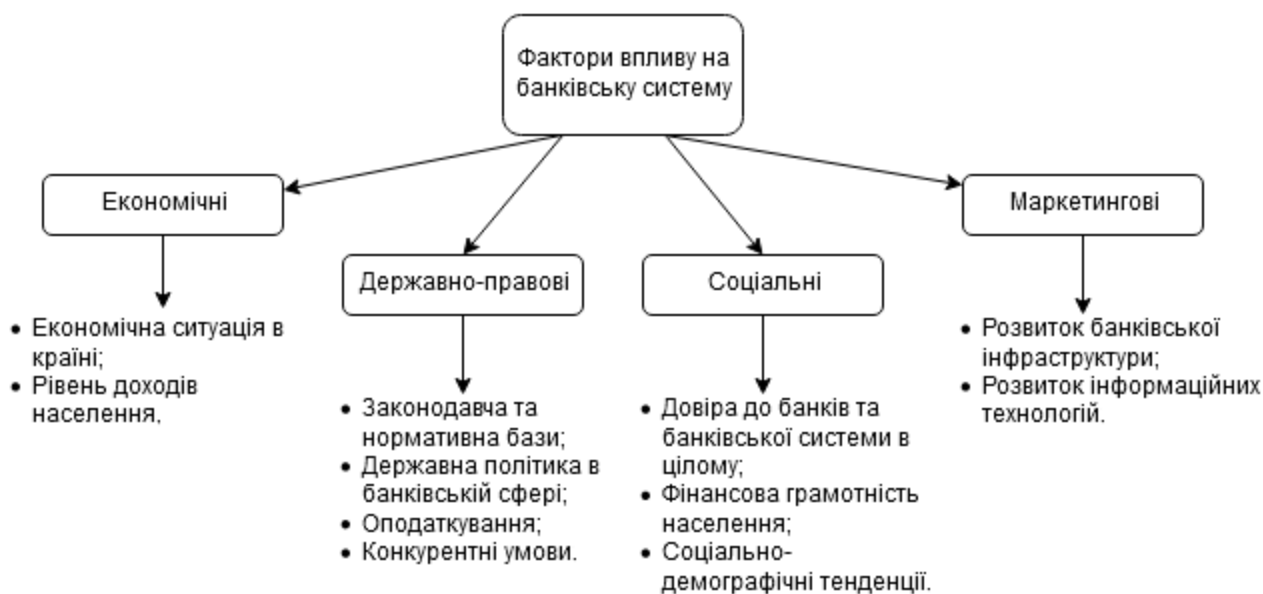 Фактори впливу на
банківську систему
Економічні
Економічна ситуація в
країні;
Рівень доходів
населення.
Державно-правові
Законодавча та
нормативна бази;
Державна політика в
банківській сфері;
Оподаткування;
Конкурентні умови.
Соціальні
Довіра до банків та
банківської системи в
цілому;
Фінансова грамотність
населення;
Соціально-
демографічні тенденції.
Маркетингові
Розвиток банківської
інфраструктури;
Розвиток інформаційних
технологій.